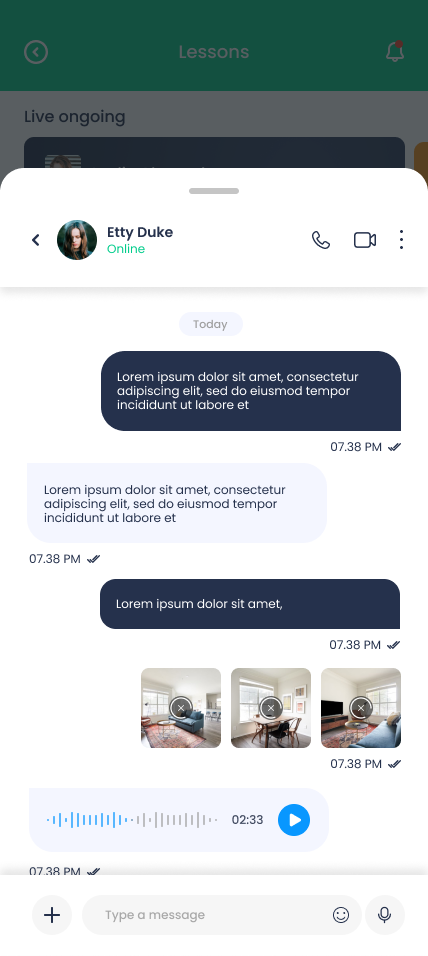 Lessons
Live ongoing
Etty Duke
Online
Today
Lorem ipsum dolor sit amet, consectetur
adipiscing elit, sed do eiusmod tempor
incididunt ut labore et
07.38 PM
Lorem ipsum dolor sit amet, consectetur
adipiscing elit, sed do eiusmod tempor
incididunt ut labore et
07.38 PM
Lorem ipsum dolor sit amet,
07.38 PM
07.38 PM
02:33
07.38 PM
Type a message